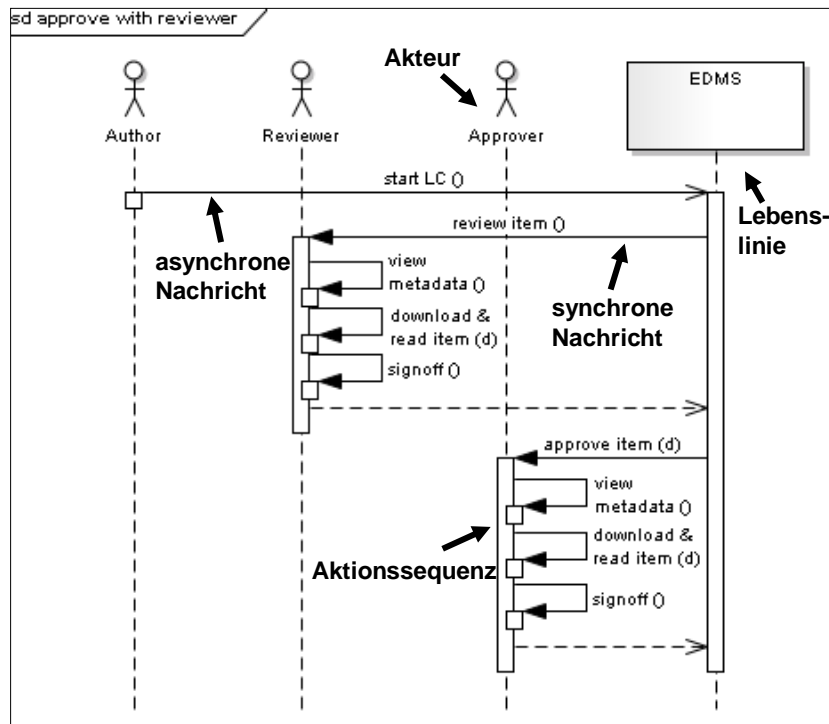 sd approve with reviewer
Akteur
EDMS
Author
Reviewer
Approver
start LC ()
Lebens-
linie
review item ()
asynchrone
Nachricht
view
metadata ()
synchrone
Nachricht
download &
read item (d)
signoff ()
approve item (d)
view
metadata ()
download &
read item (d)
Aktionssequenz
signoff ()